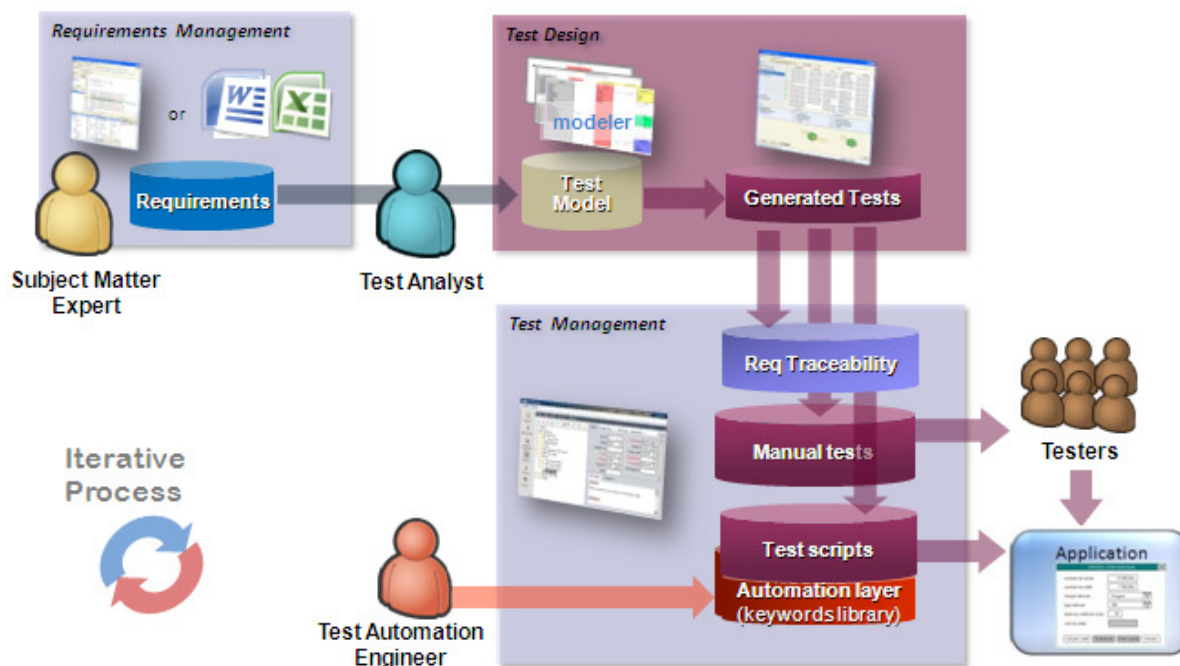 Requirements Management
or
Requirements
Subject Matter
Expert
Test Analyst
Test Design
modeler
Test
Model
Generated Tests
Test Management
Req Traceability
Manual tests
Test scripts
Automation layer
(keywords library)
Testers
Application
Iterative
Process
Test Automation
Engineer